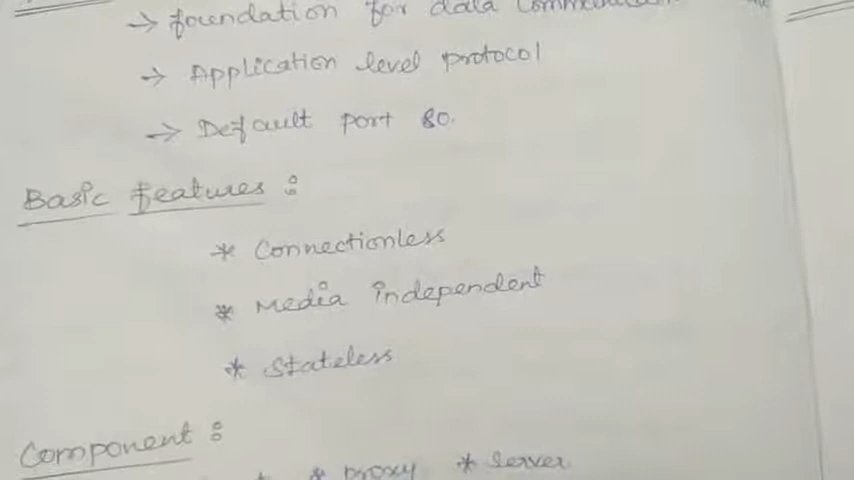 → foundation for data
→ Application level protocol
→ Default port 80.
Basic features :
* Connectionless
* Media independent
* Stateless
Component :
* proxy * server